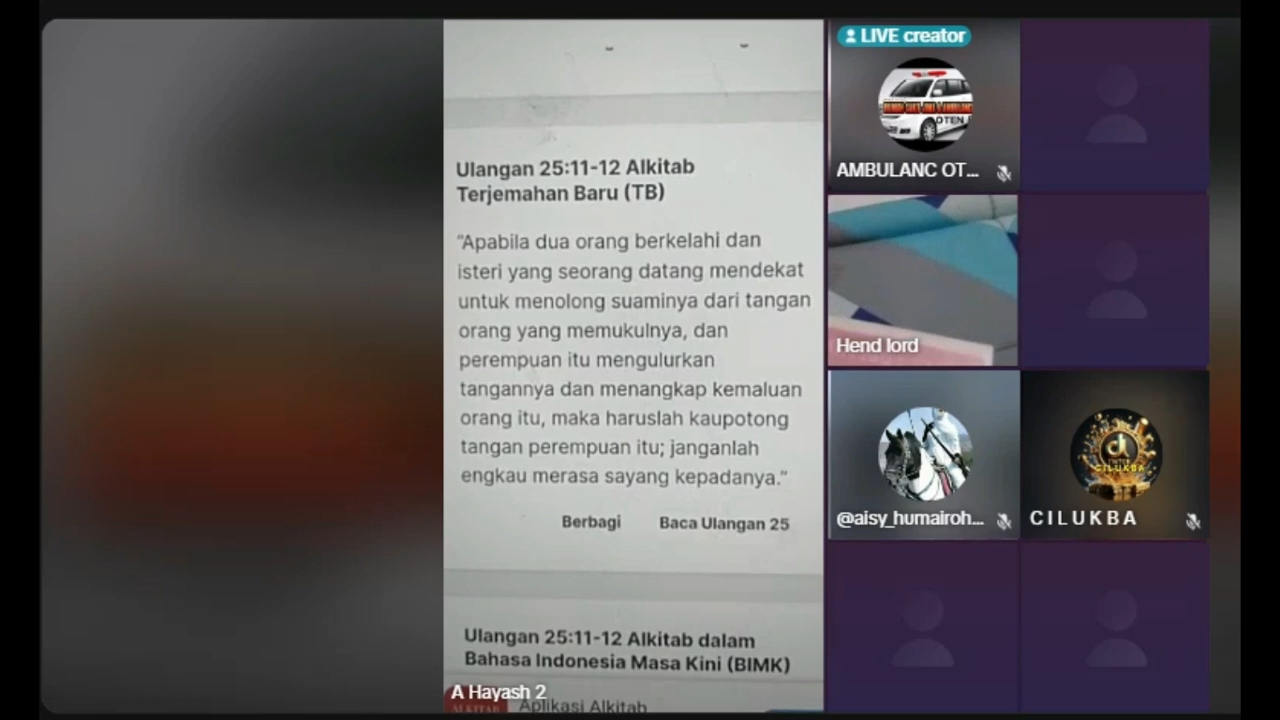 Ulangan 25:11-12 Alkitab
Terjemahan Baru (TB)
“Apabila dua orang berkelahi dan
isteri yang seorang datang mendekat
untuk menolong suaminya dari tangan
orang yang memukulnya, dan
perempuan itu mengulurkan
tangannya dan menangkap kemaluan
orang itu, maka haruslah kaupotong
tangan perempuan itu; janganlah
engkau merasa sayang kepadanya.”
Berbagi Baca Ulangan 25
Ulangan 25:11-12 Alkitab dalam
Bahasa Indonesia Masa Kini (BIMK)
A Hayash 2
ALKITAB
Aplikasi Alkitab
LIVE creator
OTEN
AMBULANC OT...
Hend lord
@aisy_humairoh...
CILUKBA
C I L U K B A